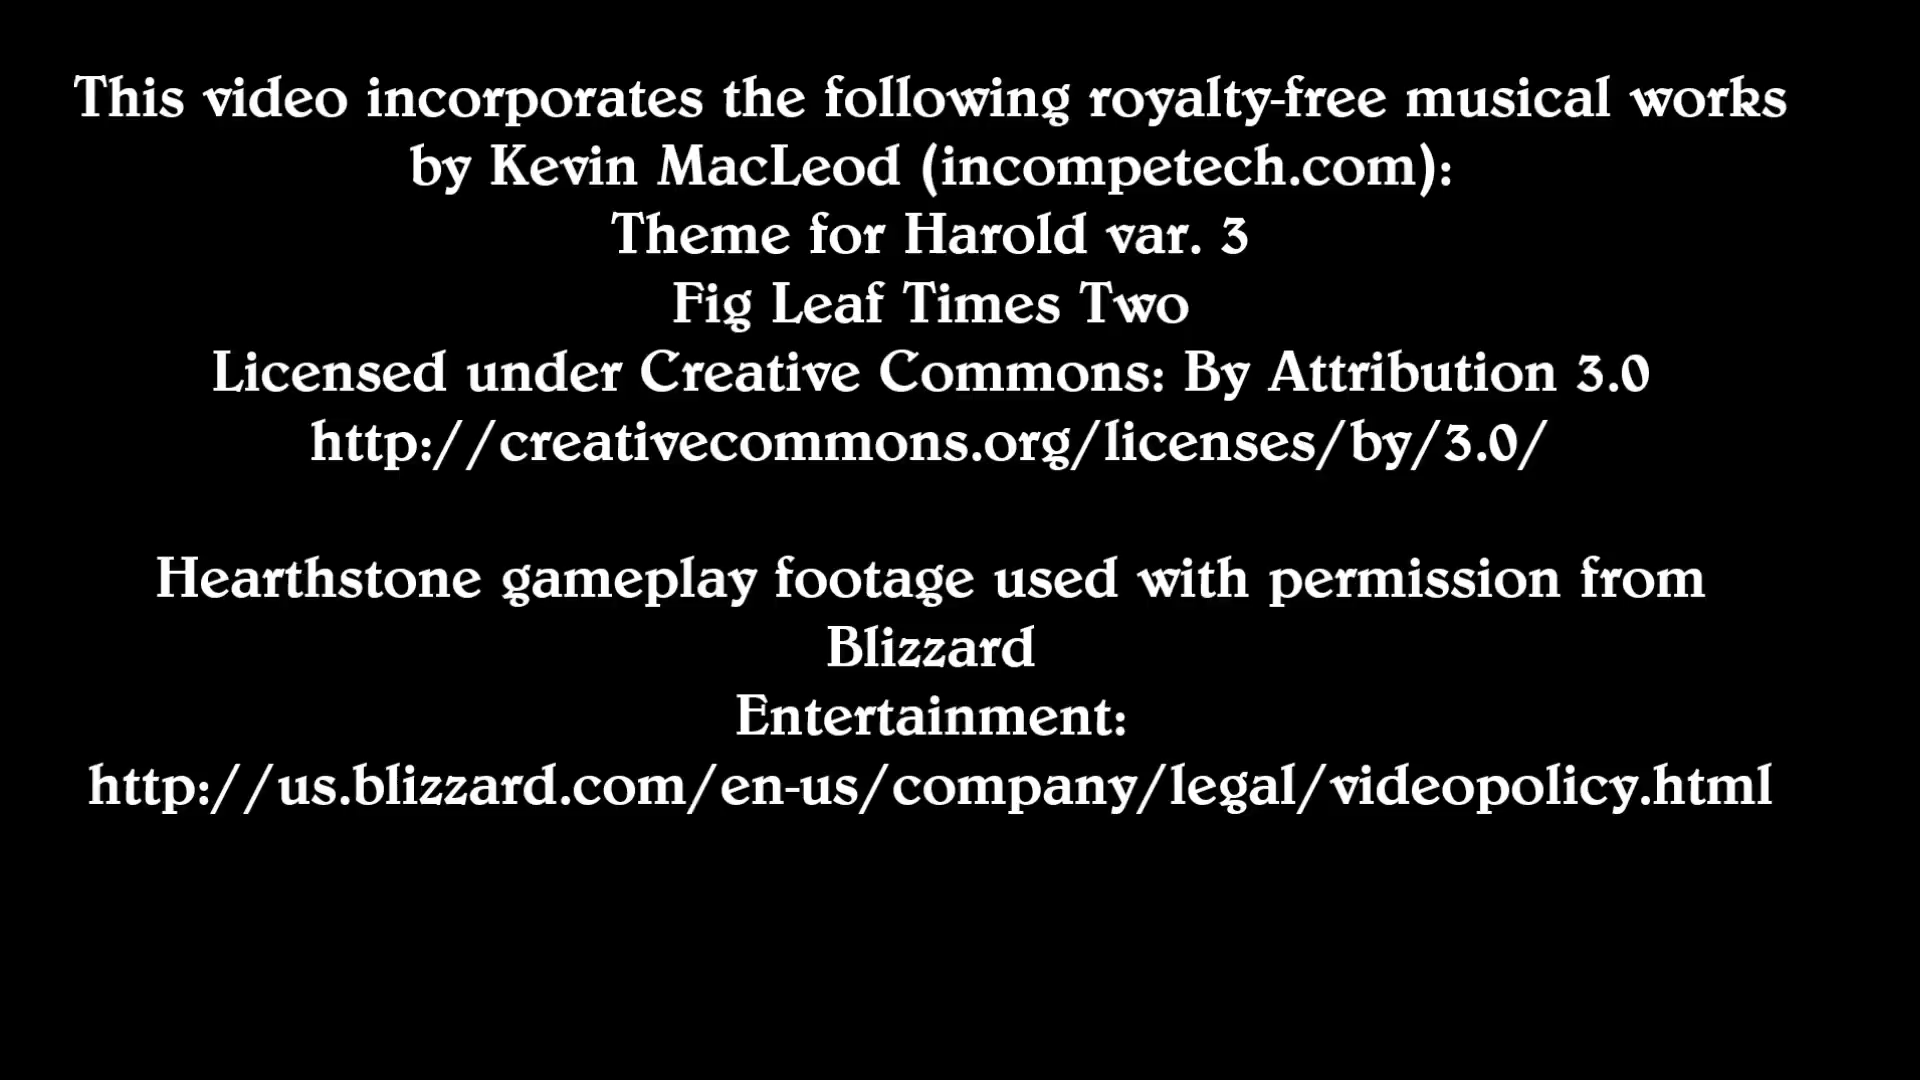 This video incorporates the following royalty-free musical works
by Kevin MacLeod (incompetech.com):
Theme for Harold var. 3
Fig Leaf Times Two
Licensed under Creative Commons: By Attribution 3.0
http://creativecommons.org/licenses/by/3.0/
Hearthstone gameplay footage used with permission from
Blizzard
Entertainment:
http://us.blizzard.com/en-us/company/legal/videopolicy.html